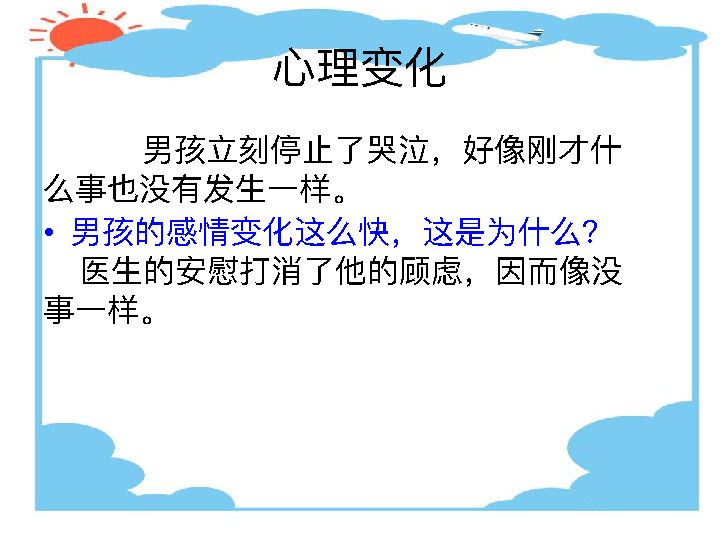 心理变化
男孩立刻停止了哭泣，好像刚才什
么事也没有发生一样。
• 男孩的感情变化这么快，这是为什么？
医生的安慰打消了他的顾虑，因而像没
事一样。